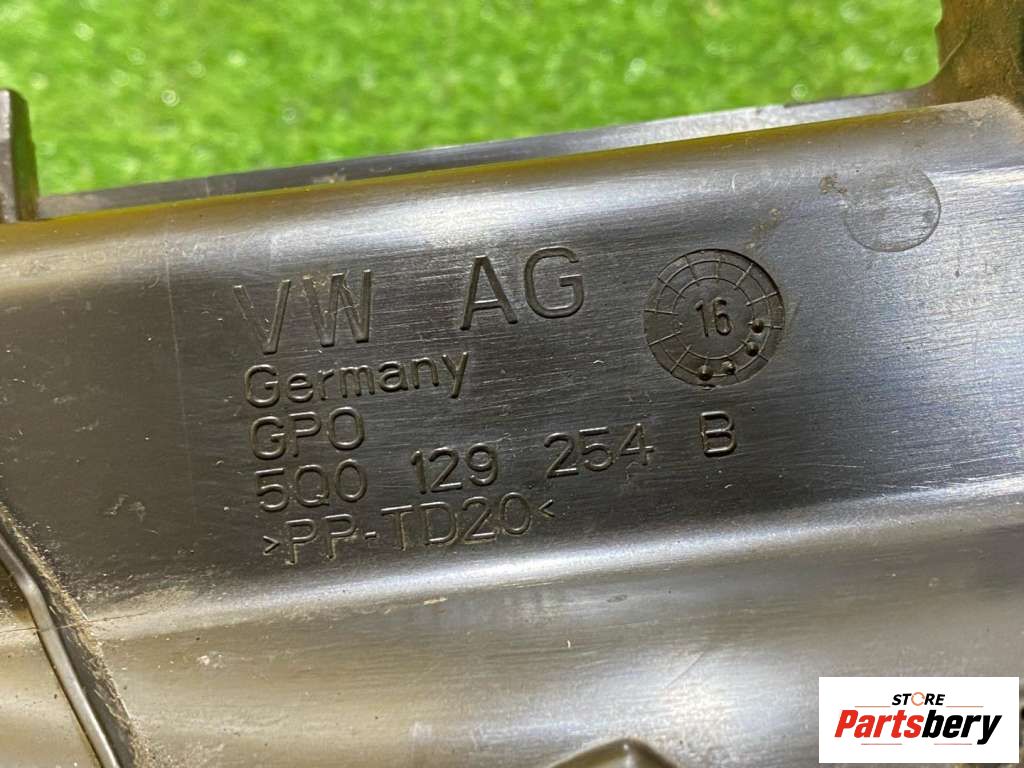 VW AG
16
Germany
GPO
5Q0 129 254 B
>PP-TD20<
STORE
Partsbery